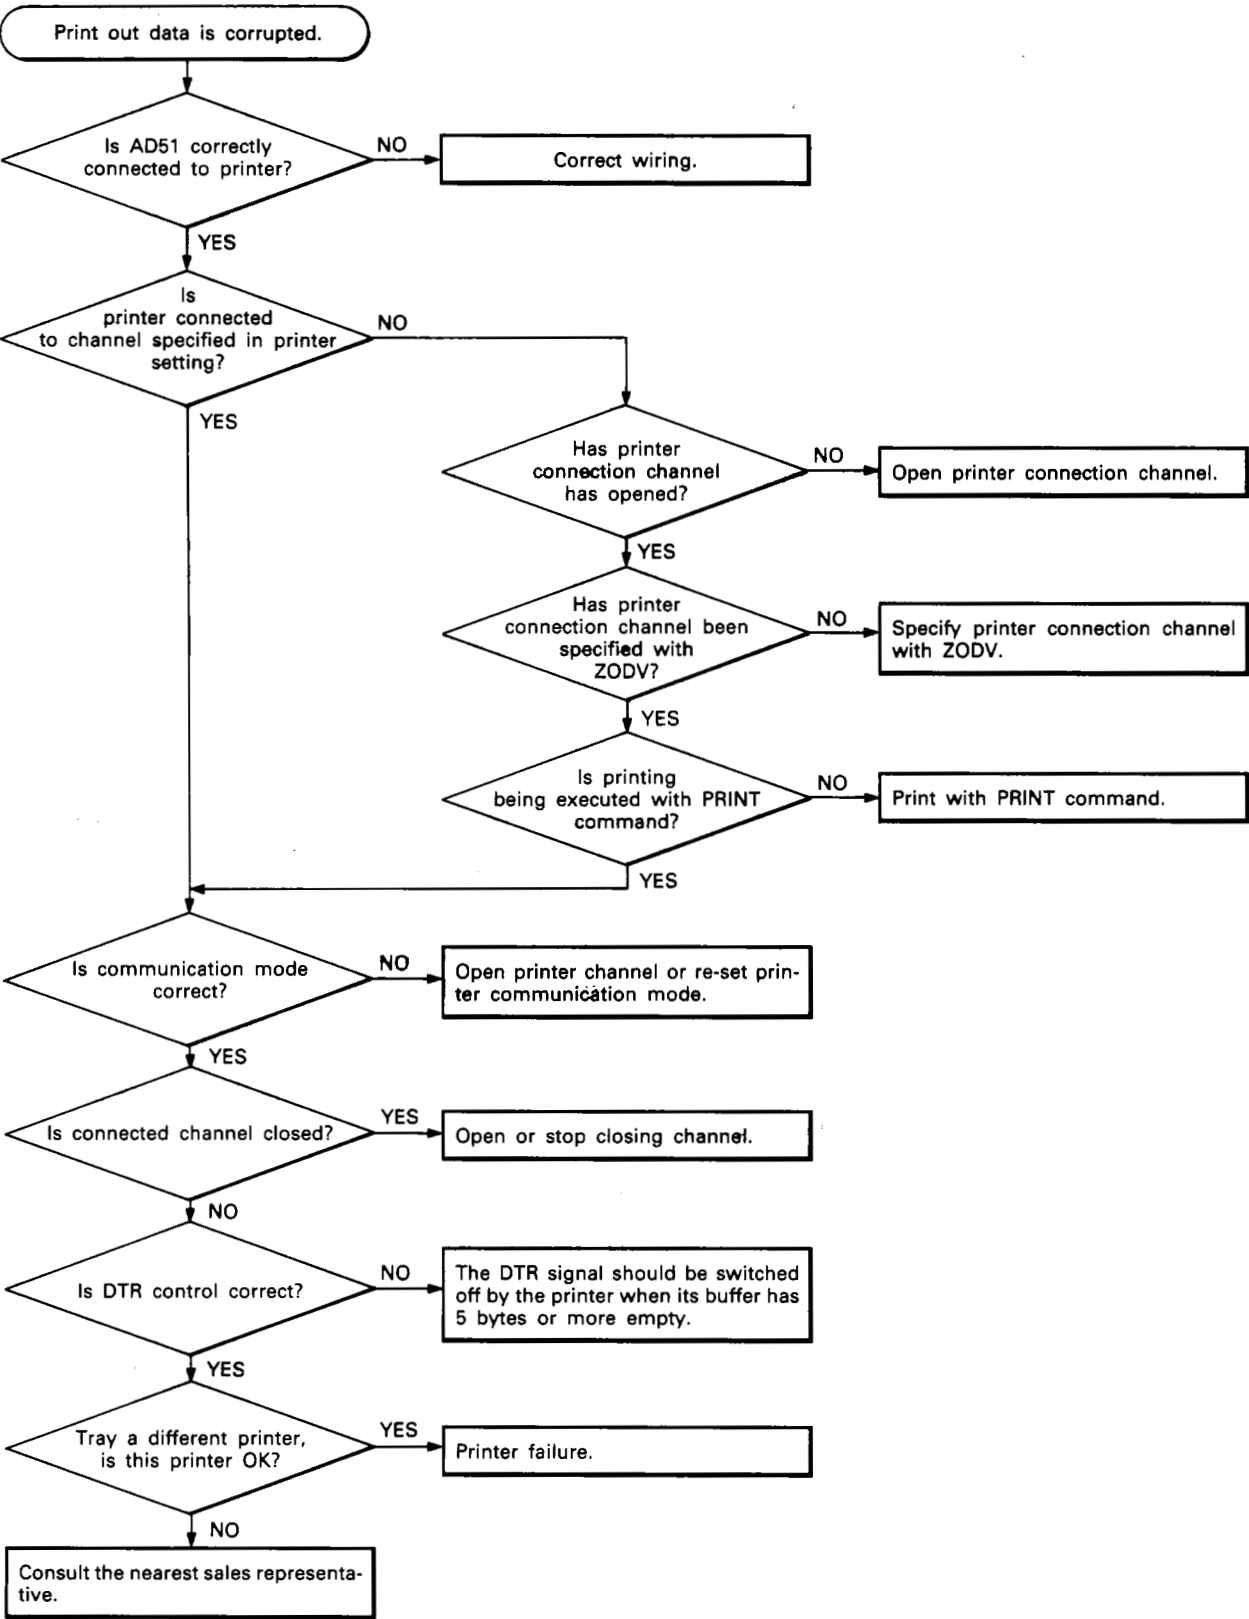 Print out data is corrupted.
Is AD51 correctly
connected to printer?
NO
Correct wiring.
YES
Is
printer connected
to channel specified in printer
setting?
NO
YES
Has printer
connection channel
has opened?
NO
Open printer connection channel.
YES
Has printer
connection channel been
specified with
ZODV?
NO
Specify printer connection channel
with ZODV.
YES
Is printing
being executed with PRINT
command?
NO
Print with PRINT command.
YES
Is communication mode
correct?
NO
Open printer channel or re-set prin-
ter communication mode.
YES
Is connected channel closed?
YES
Open or stop closing channel.
NO
Is DTR control correct?
NO
The DTR signal should be switched
off by the printer when its buffer has
5 bytes or more empty.
YES
Tray a different printer,
is this printer OK?
YES
Printer failure.
NO
Consult the nearest sales representa-
tive.